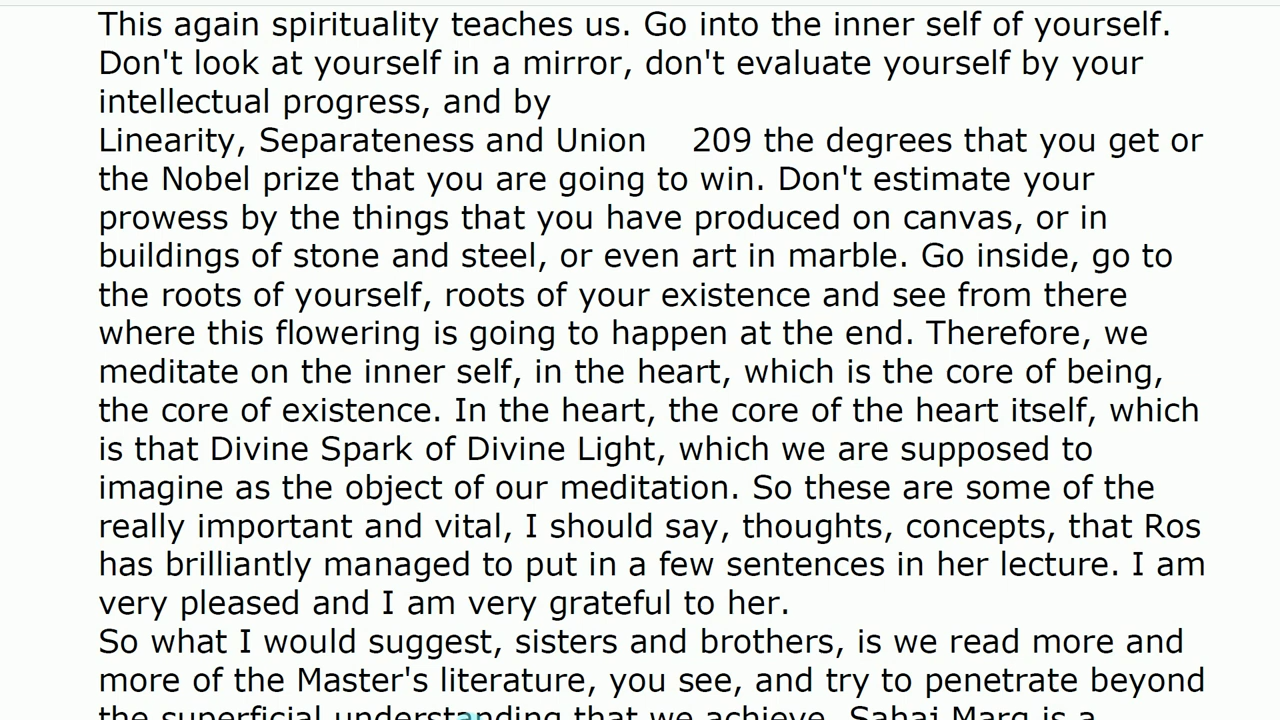 This again spirituality teaches us. Go into the inner self of yourself.
Don't look at yourself in a mirror, don't evaluate yourself by your
intellectual progress, and by
Linearity, Separateness and Union 209 the degrees that you get or
the Nobel prize that you are going to win. Don't estimate your
prowess by the things that you have produced on canvas, or in
buildings of stone and steel, or even art in marble. Go inside, go to
the roots of yourself, roots of your existence and see from there
where this flowering is going to happen at the end. Therefore, we
meditate on the inner self, in the heart, which is the core of being,
the core of existence. In the heart, the core of the heart itself, which
is that Divine Spark of Divine Light, which we are supposed to
imagine as the object of our meditation. So these are some of the
really important and vital, I should say, thoughts, concepts, that Ros
has brilliantly managed to put in a few sentences in her lecture. I am
very pleased and I am very grateful to her.
So what I would suggest, sisters and brothers, is we read more and
more of the Master's literature, you see, and try to penetrate beyond
the superficial understanding that we achieve. Sahaj Marg is a